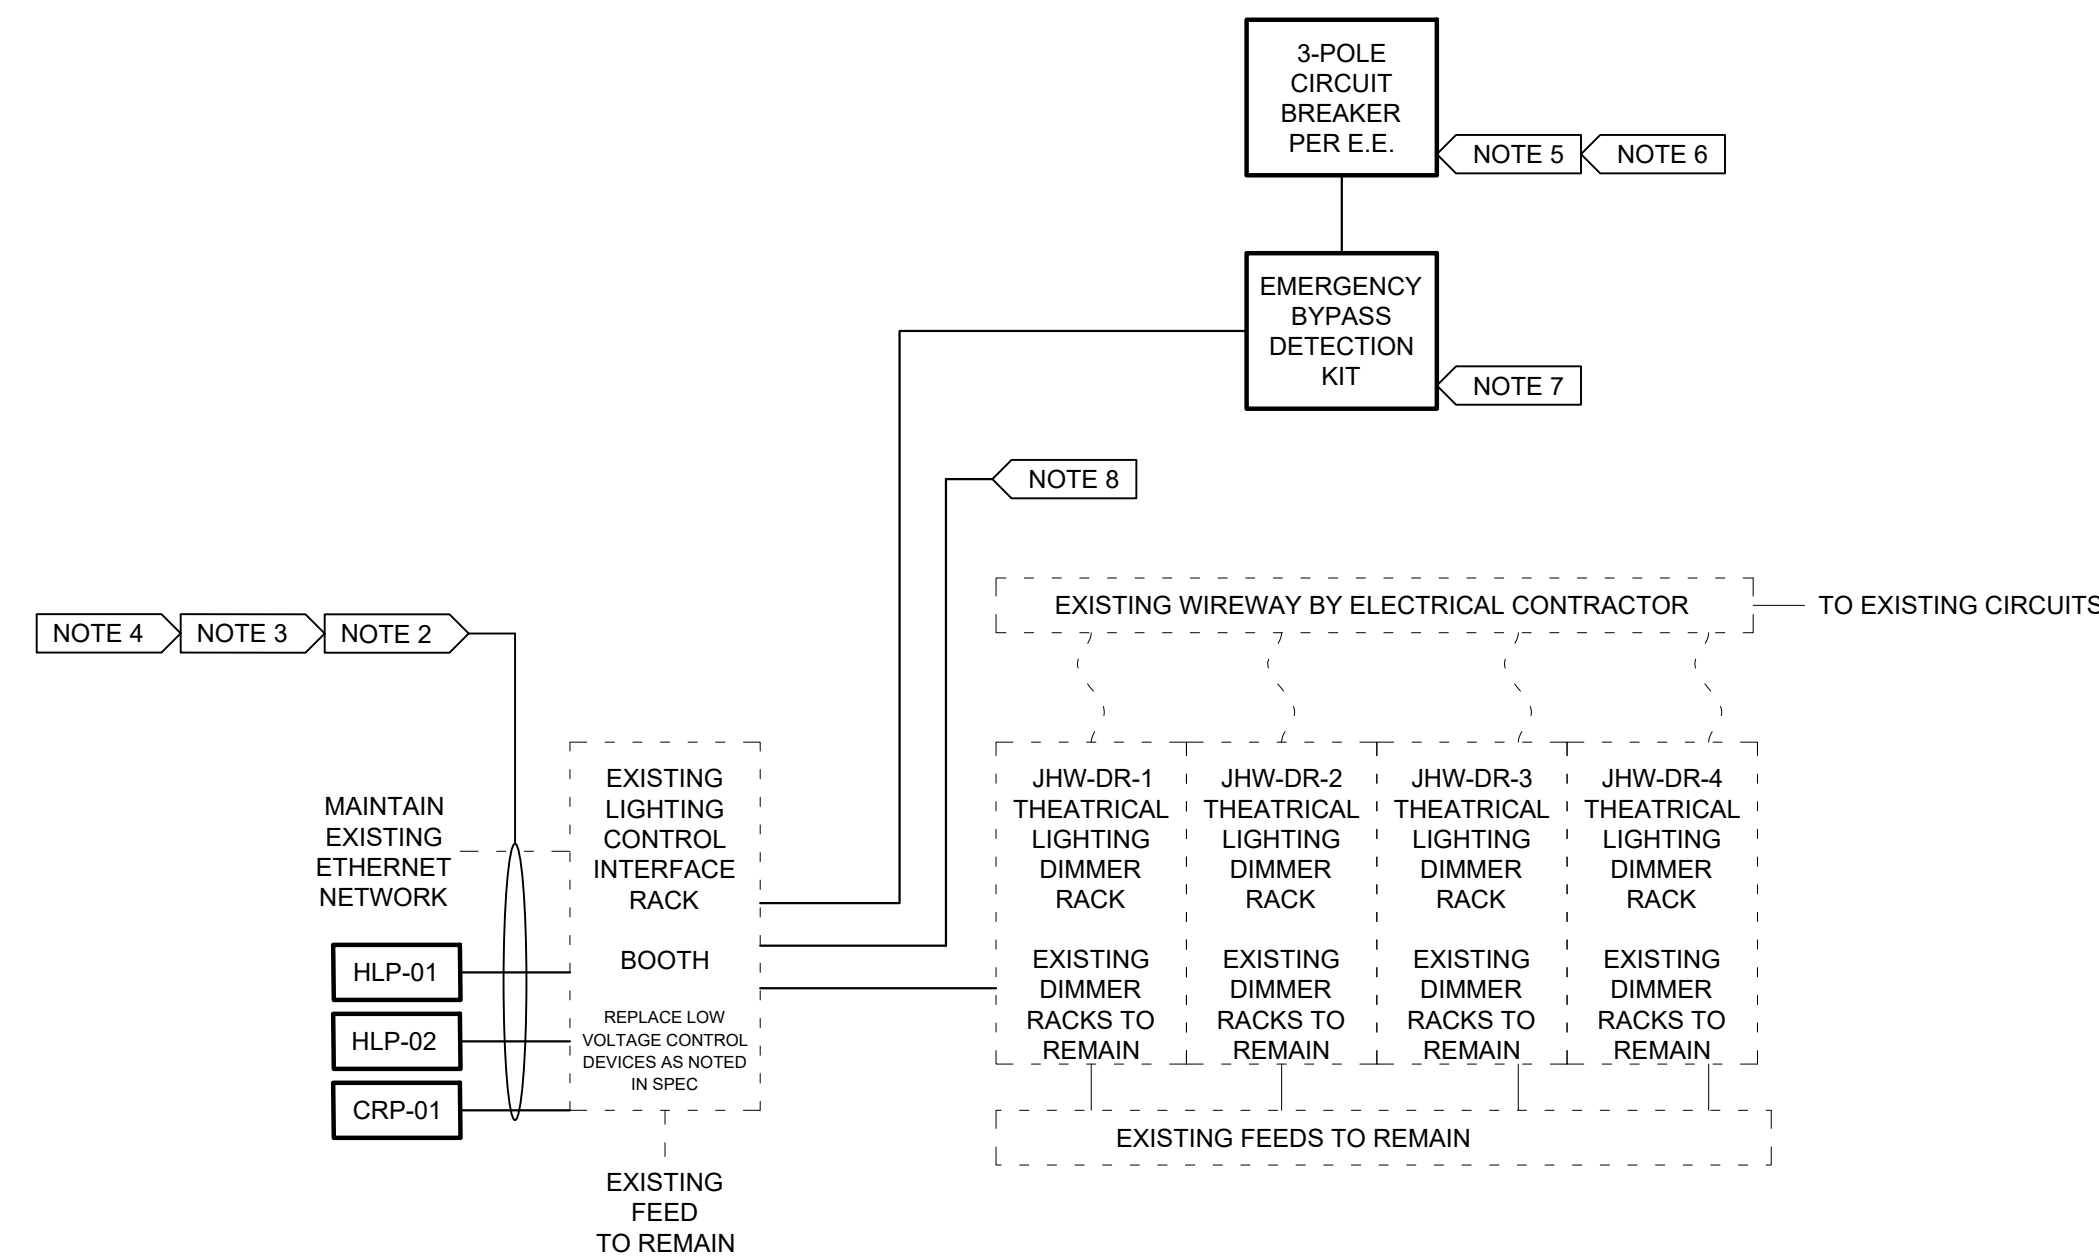 3-POLE
CIRCUIT
BREAKER
PER E.E.
NOTE 5
NOTE 6
EMERGENCY
BYPASS
DETECTION
KIT
NOTE 7
NOTE 8
EXISTING WIREWAY BY ELECTRICAL CONTRACTOR
TO EXISTING CIRCUITS
NOTE 4
NOTE 3
NOTE 2
MAINTAIN
EXISTING
ETHERNET
NETWORK
HLP-01
HLP-02
CRP-01
EXISTING
LIGHTING
CONTROL
INTERFACE
RACK
BOOTH
REPLACE LOW
VOLTAGE CONTROL
DEVICES AS NOTED
IN SPEC
EXISTING
FEED
TO REMAIN
JHW-DR-1
THEATRICAL
LIGHTING
DIMMER
RACK
EXISTING
DIMMER
RACKS TO
REMAIN
JHW-DR-2
THEATRICAL
LIGHTING
DIMMER
RACK
EXISTING
DIMMER
RACKS TO
REMAIN
JHW-DR-3
THEATRICAL
LIGHTING
DIMMER
RACK
EXISTING
DIMMER
RACKS TO
REMAIN
JHW-DR-4
THEATRICAL
LIGHTING
DIMMER
RACK
EXISTING
DIMMER
RACKS TO
REMAIN
EXISTING FEEDS TO REMAIN